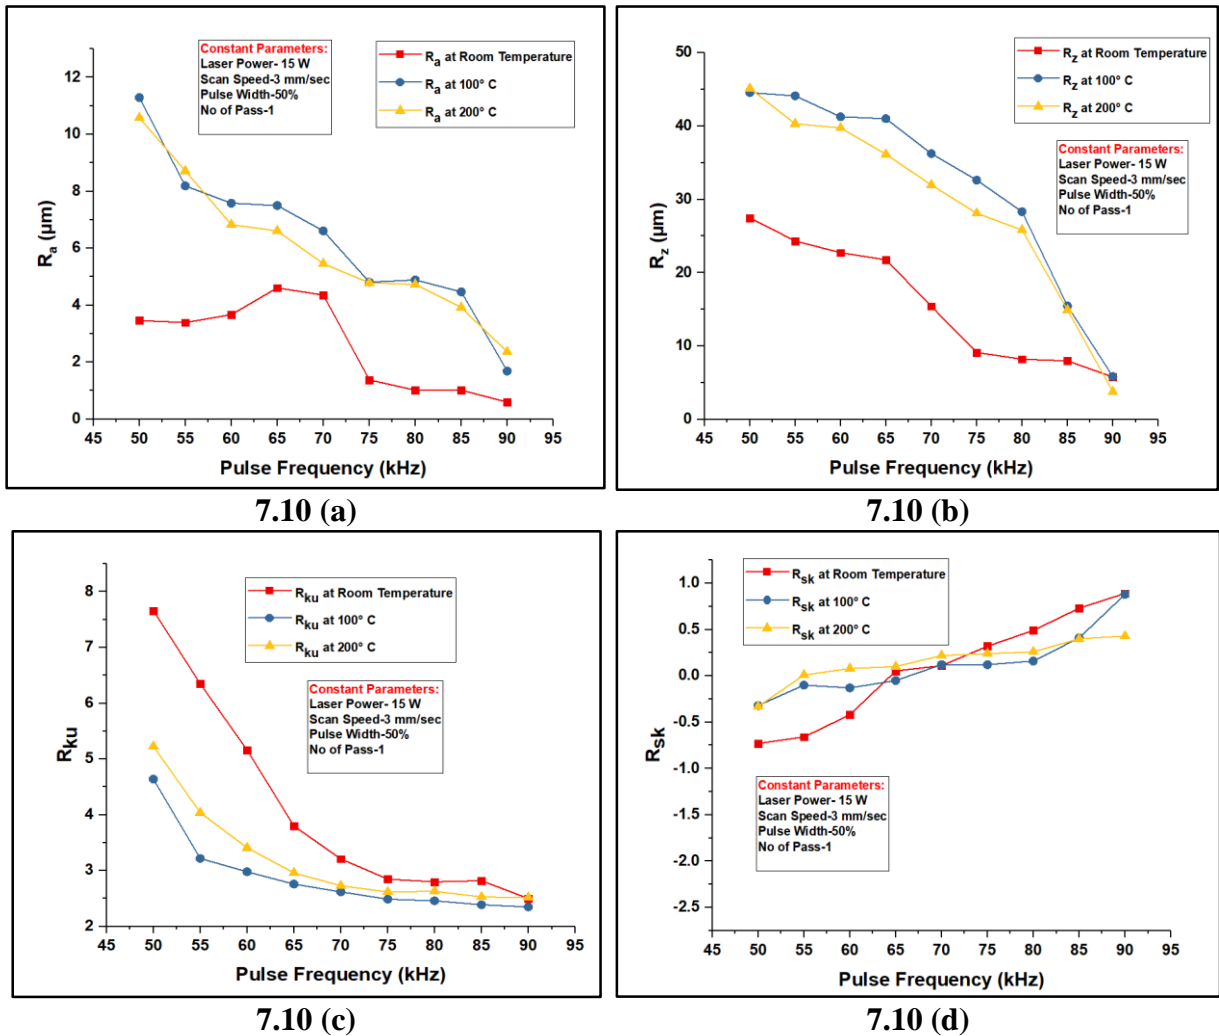 Constant Parameters:
Laser Power- 15 W
Scan Speed-3 mm/sec
Pulse Width-50%
No of Pass-1
Ra at Room Temperature
Ra at 100° C
Ra at 200° C
12
10
8
6
4
2
0
Ra (μm)
45 50 55 60 65 70 75 80 85 90 95
Pulse Frequency (kHz)
7.10 (a)
Rz at Room Temperature
Rz at 100° C
Rz at 200° C
Constant Parameters:
Laser Power- 15 W
Scan Speed-3 mm/sec
Pulse Width-50%
No of Pass-1
50
40
30
20
10
0
Rz (μm)
45 50 55 60 65 70 75 80 85 90 95
Pulse Frequency (kHz)
7.10 (b)
Rku at Room Temperature
Rku at 100° C
Rku at 200° C
Constant Parameters:
Laser Power- 15 W
Scan Speed-3 mm/sec
Pulse Width-50%
No of Pass-1
8
7
6
5
4
3
2
Rku
45 50 55 60 65 70 75 80 85 90 95
Pulse Frequency (kHz)
7.10 (c)
Rsk at Room Temperature
Rsk at 100° C
Rsk at 200° C
Constant Parameters:
Laser Power- 15 W
Scan Speed-3 mm/sec
Pulse Width-50%
No of Pass-1
1.0
0.5
0.0
-0.5
-1.0
-1.5
-2.0
-2.5
Rsk
45 50 55 60 65 70 75 80 85 90 95
Pulse Frequency (kHz)
7.10 (d)